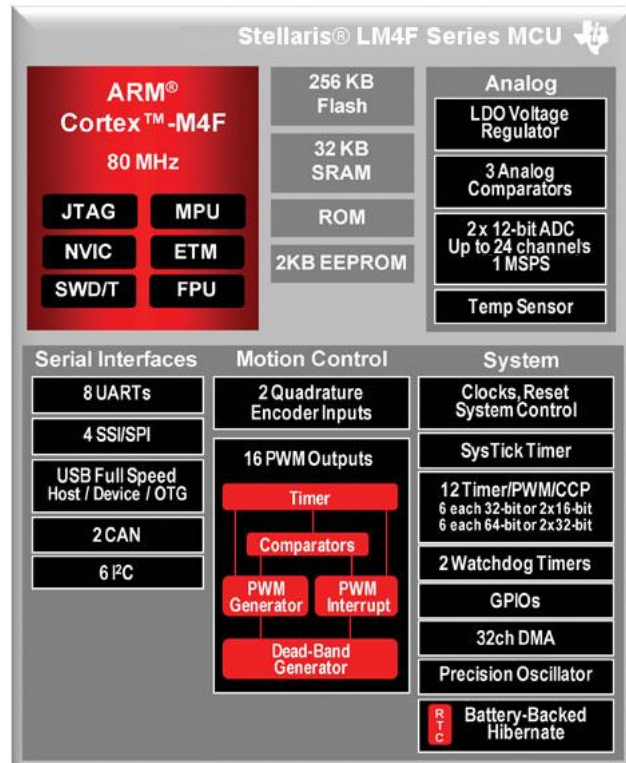 Stellaris® LM4F Series MCU
ARM®
Cortex™-M4F
80 MHz
JTAG
MPU
NVIC
ETM
SWD/T
FPU
256 KB
Flash
32 KB
SRAM
ROM
2KB EEPROM
Analog
LDO Voltage
Regulator
3 Analog
Comparators
2 x 12-bit ADC
Up to 24 channels
1 MSPS
Temp Sensor
Serial Interfaces
8 UARTs
4 SSI/SPI
USB Full Speed
Host / Device / OTG
2 CAN
6 I²C
Motion Control
2 Quadrature
Encoder Inputs
16 PWM Outputs
Timer
Comparators
PWM
Generator
PWM
Interrupt
Dead-Band
Generator
System
Clocks, Reset
System Control
SysTick Timer
12 Timer/PWM/CCP
6 each 32-bit or 2x16-bit
6 each 64-bit or 2x32-bit
2 Watchdog Timers
GPIOs
32ch DMA
Precision Oscillator
RTC
Battery-Backed
Hibernate